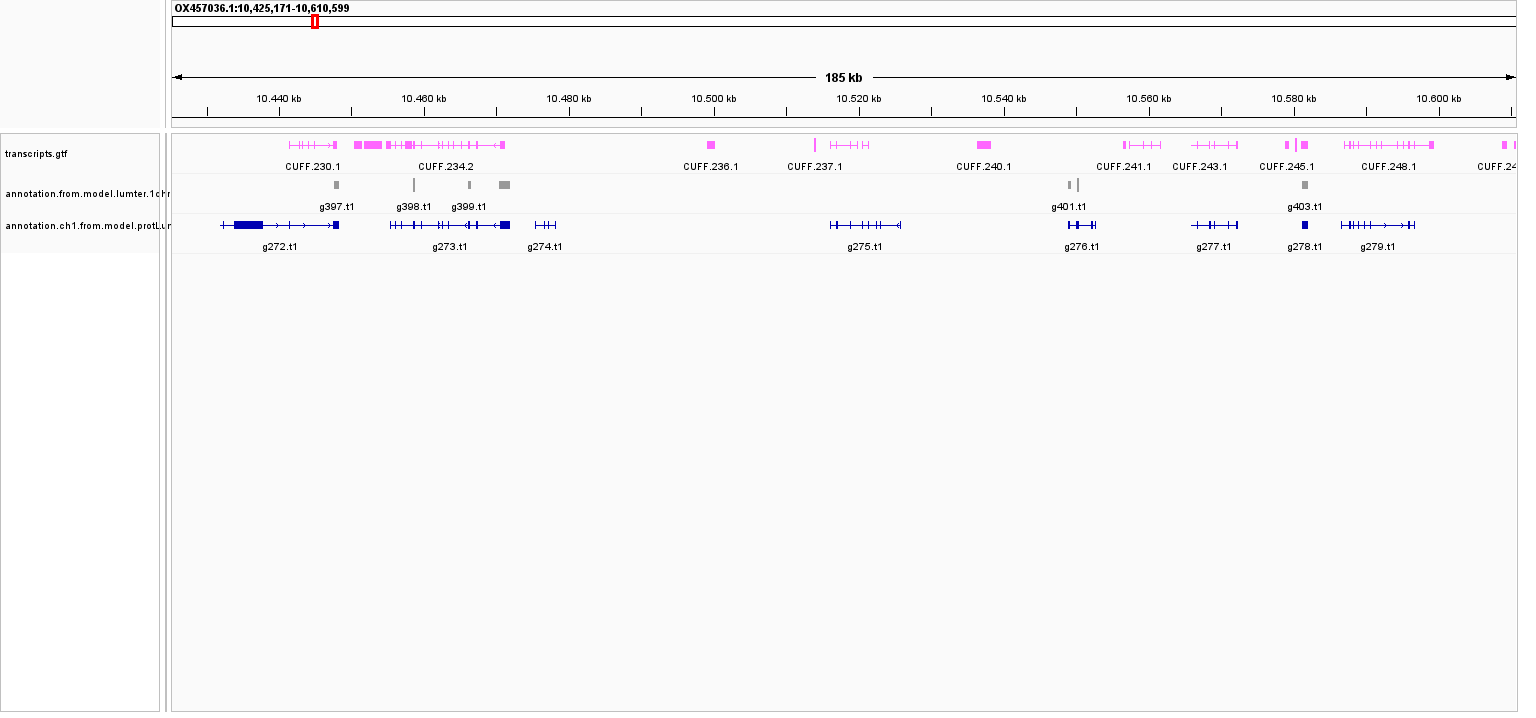 OX457036.1:10,425,171-10,610,599
185 kb
10.440 kb 10.460 kb 10.480 kb 10.500 kb 10.520 kb 10.540 kb 10.560 kb 10.580 kb 10.600 kb
transcripts.gtf
CUFF.230.1 CUFF.234.2 CUFF.236.1 CUFF.237.1 CUFF.240.1 CUFF.241.1 CUFF.243.1 CUFF.245.1 CUFF.248.1 CUFF.24
annotation.from.model.lumter.1chr
g397.t1 g398.t1 g399.t1 g401.t1 g403.t1
annotation.ch1.from.model.protLur
g272.t1 g273.t1 g274.t1 g275.t1 g276.t1 g277.t1 g278.t1 g279.t1